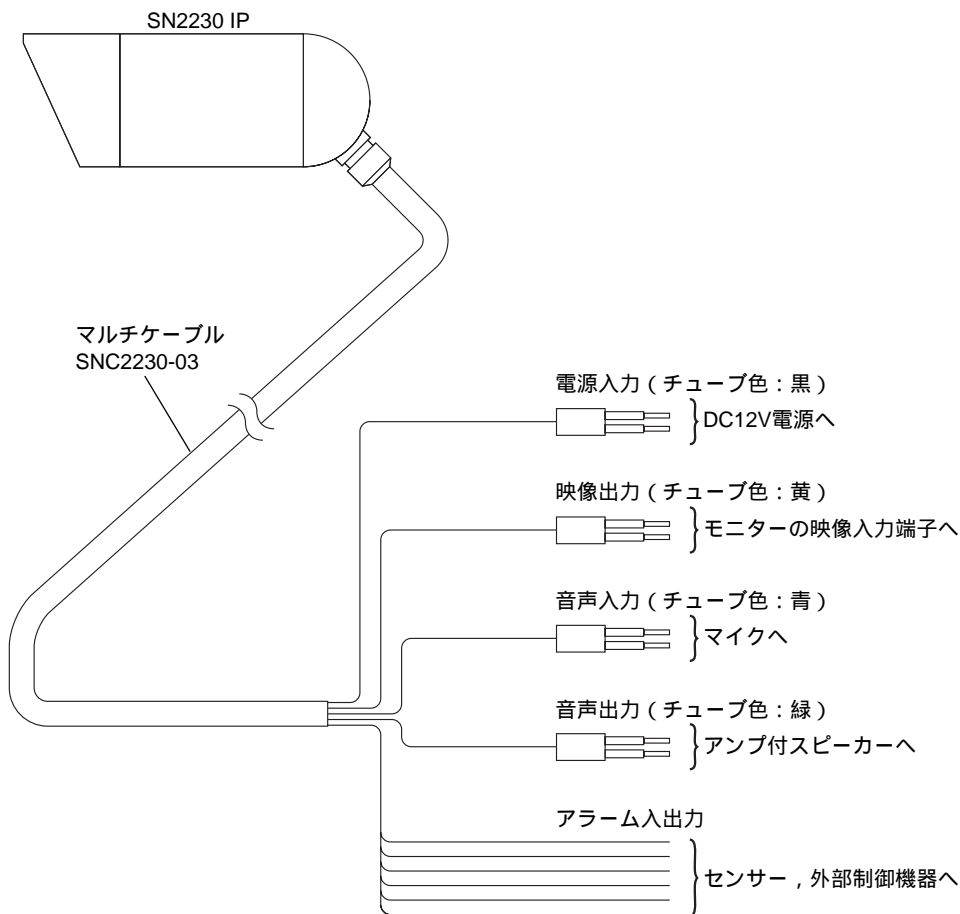 SN2230 IP
マルチケーブル
SNC2230-03
電源入力（チューブ色：黒）
DC12V電源へ
映像出力（チューブ色：黄）
モニターの映像入力端子へ
音声入力（チューブ色：青）
マイクへ
音声出力（チューブ色：緑）
アンプ付スピーカーへ
アラーム入出力
センサー，外部制御機器へ